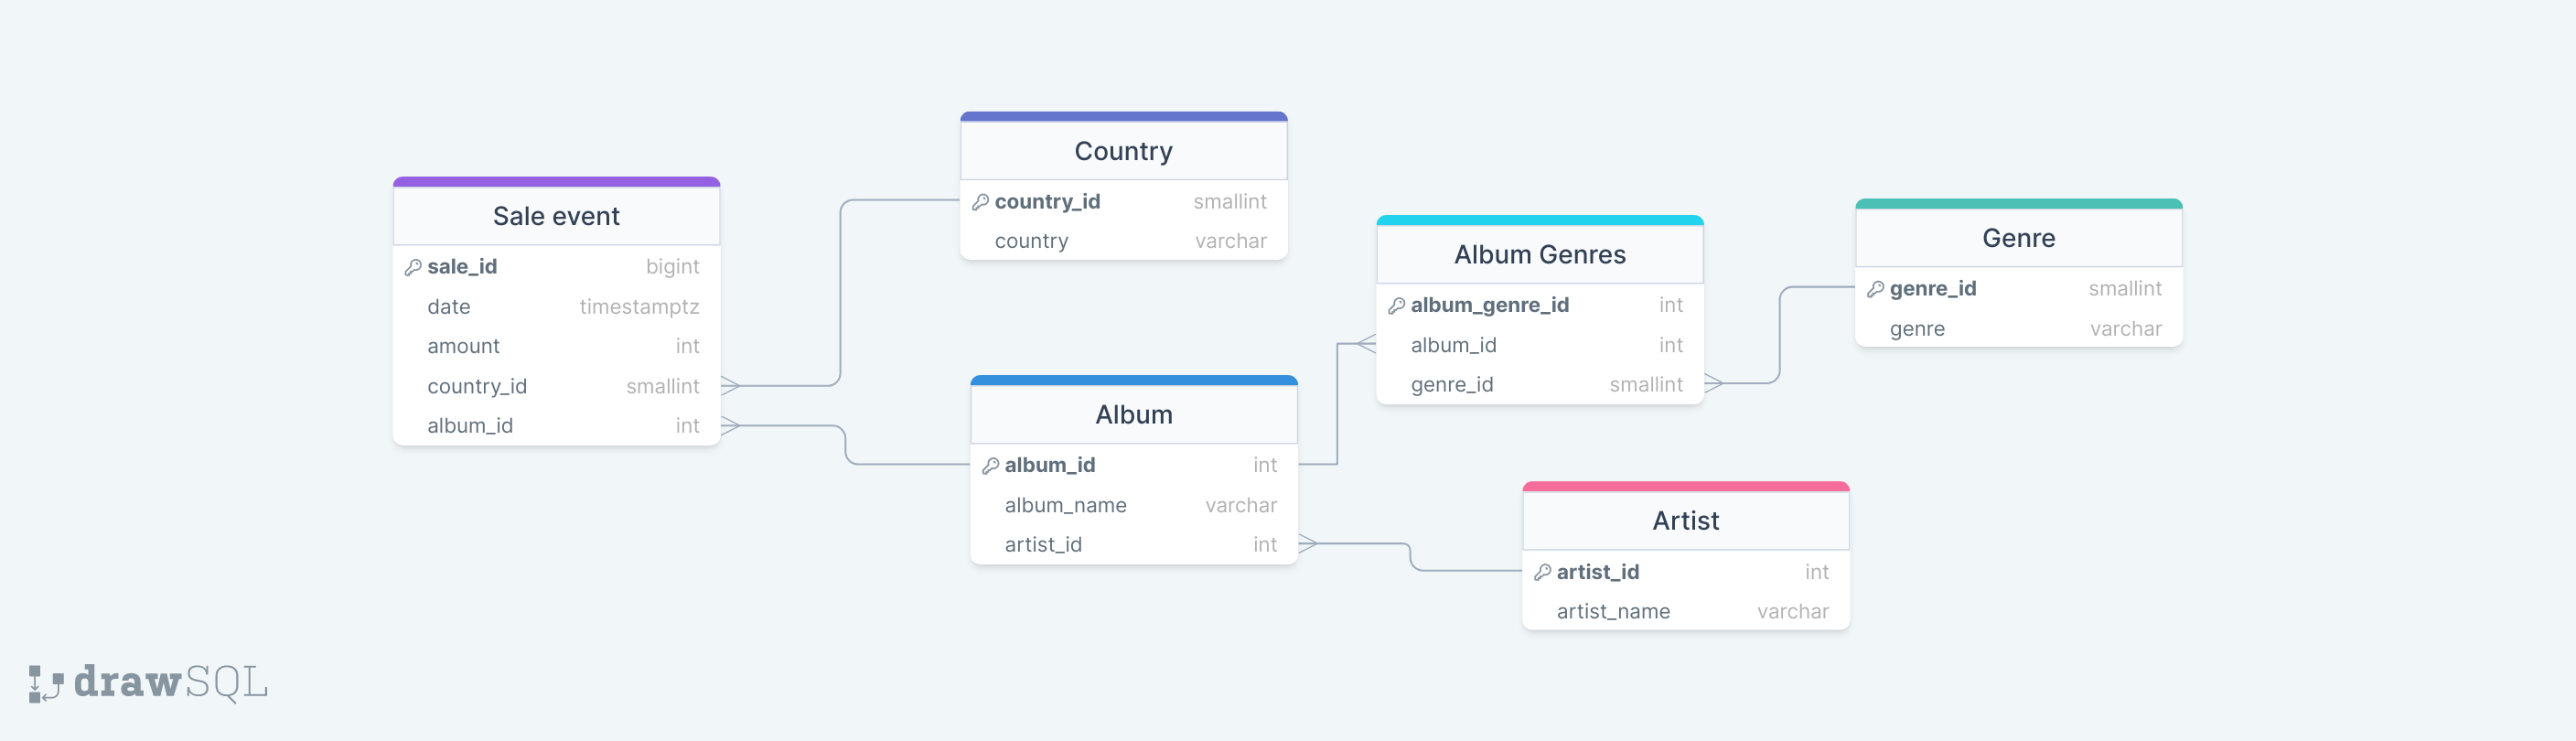 Sale event
sale_id bigint
date timestamptz
amount int
country_id smallint
album_id int
Country
country_id smallint
country varchar
Album
album_id int
album_name varchar
artist_id int
Album Genres
album_genre_id int
album_id int
genre_id smallint
Genre
genre_id smallint
genre varchar
Artist
artist_id int
artist_name varchar
drawSQL